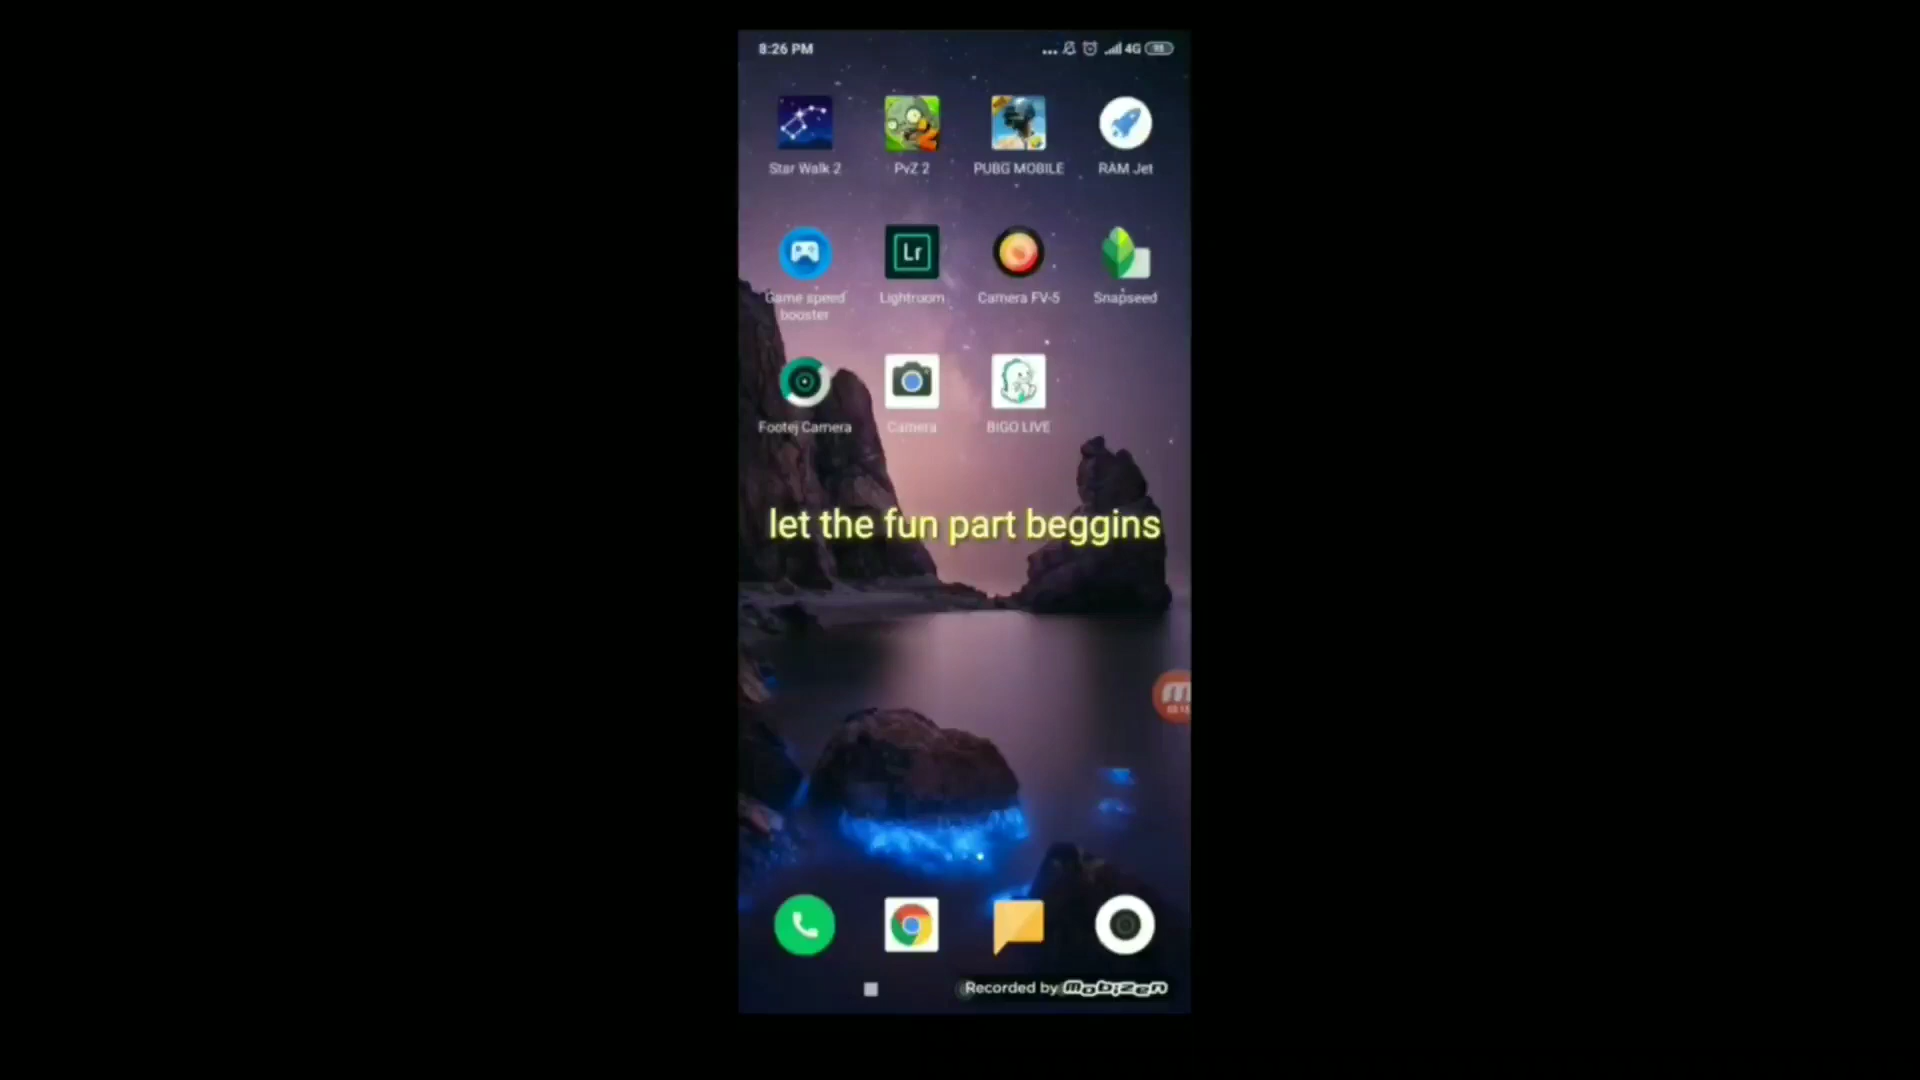 8:26 PM
... 4G 98
Star Walk 2
PvZ 2
PUBG MOBILE
RAM Jet
Game speed
booster
Lr
Lightroom
Camera FV-5
Snapseed
Footej Camera
Camera
BIGO LIVE
let the fun part beggins
Recorded by Mobizen